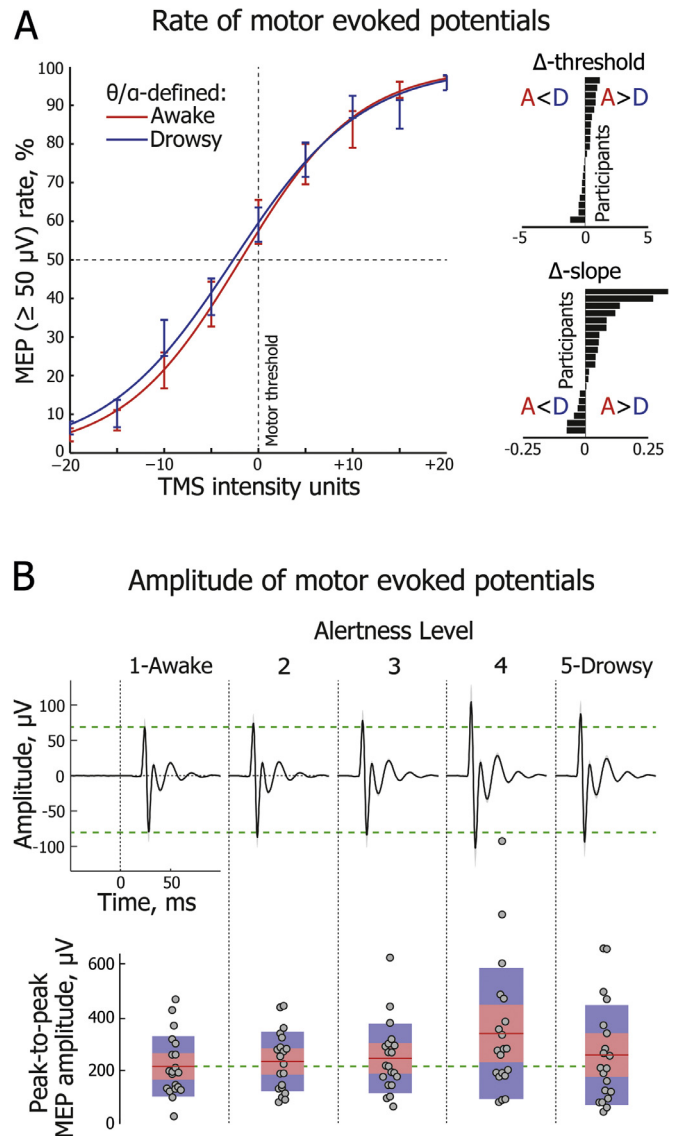 A
Rate of motor evoked potentials
MEP (≥ 50 μV) rate, %
100
90
80
70
60
50
40
30
20
10
0
θ/α-defined:
Awake
Drowsy
Motor threshold
−20
−10
0
+10
+20
TMS intensity units
Δ-threshold
A<D
A>D
Participants
-5
0
5
Δ-slope
Participants
A<D
A>D
-0.25
0
0.25
B
Amplitude of motor evoked potentials
Alertness Level
1-Awake
2
3
4
5-Drowsy
Amplitude, μV
100
50
0
-50
-100
0
50
Time, ms
Peak-to-peak
MEP amplitude, μV
600
400
200
0